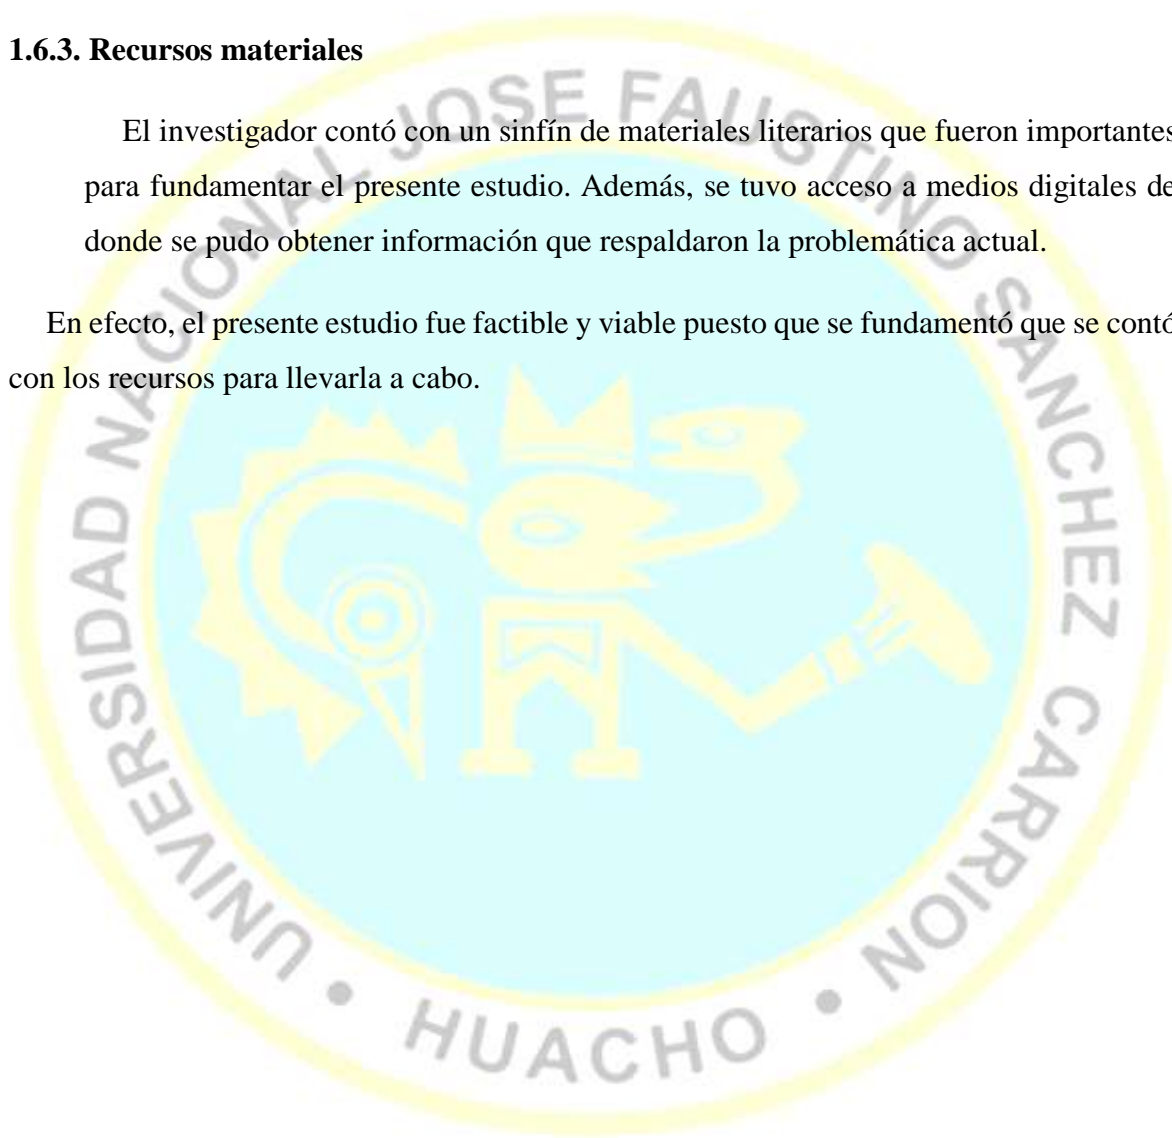 1.6.3. Recursos materiales
El investigador contó con un sinfín de materiales literarios que fueron importantes
para fundamentar el presente estudio. Además, se tuvo acceso a medios digitales de
donde se pudo obtener información que respaldaron la problemática actual.
En efecto, el presente estudio fue factible y viable puesto que se fundamentó que se contó
con los recursos para llevarla a cabo.
UNIVERSIDAD NACIONAL JOSE FAUSTINO SANCHEZ CARRION • HUACHO •